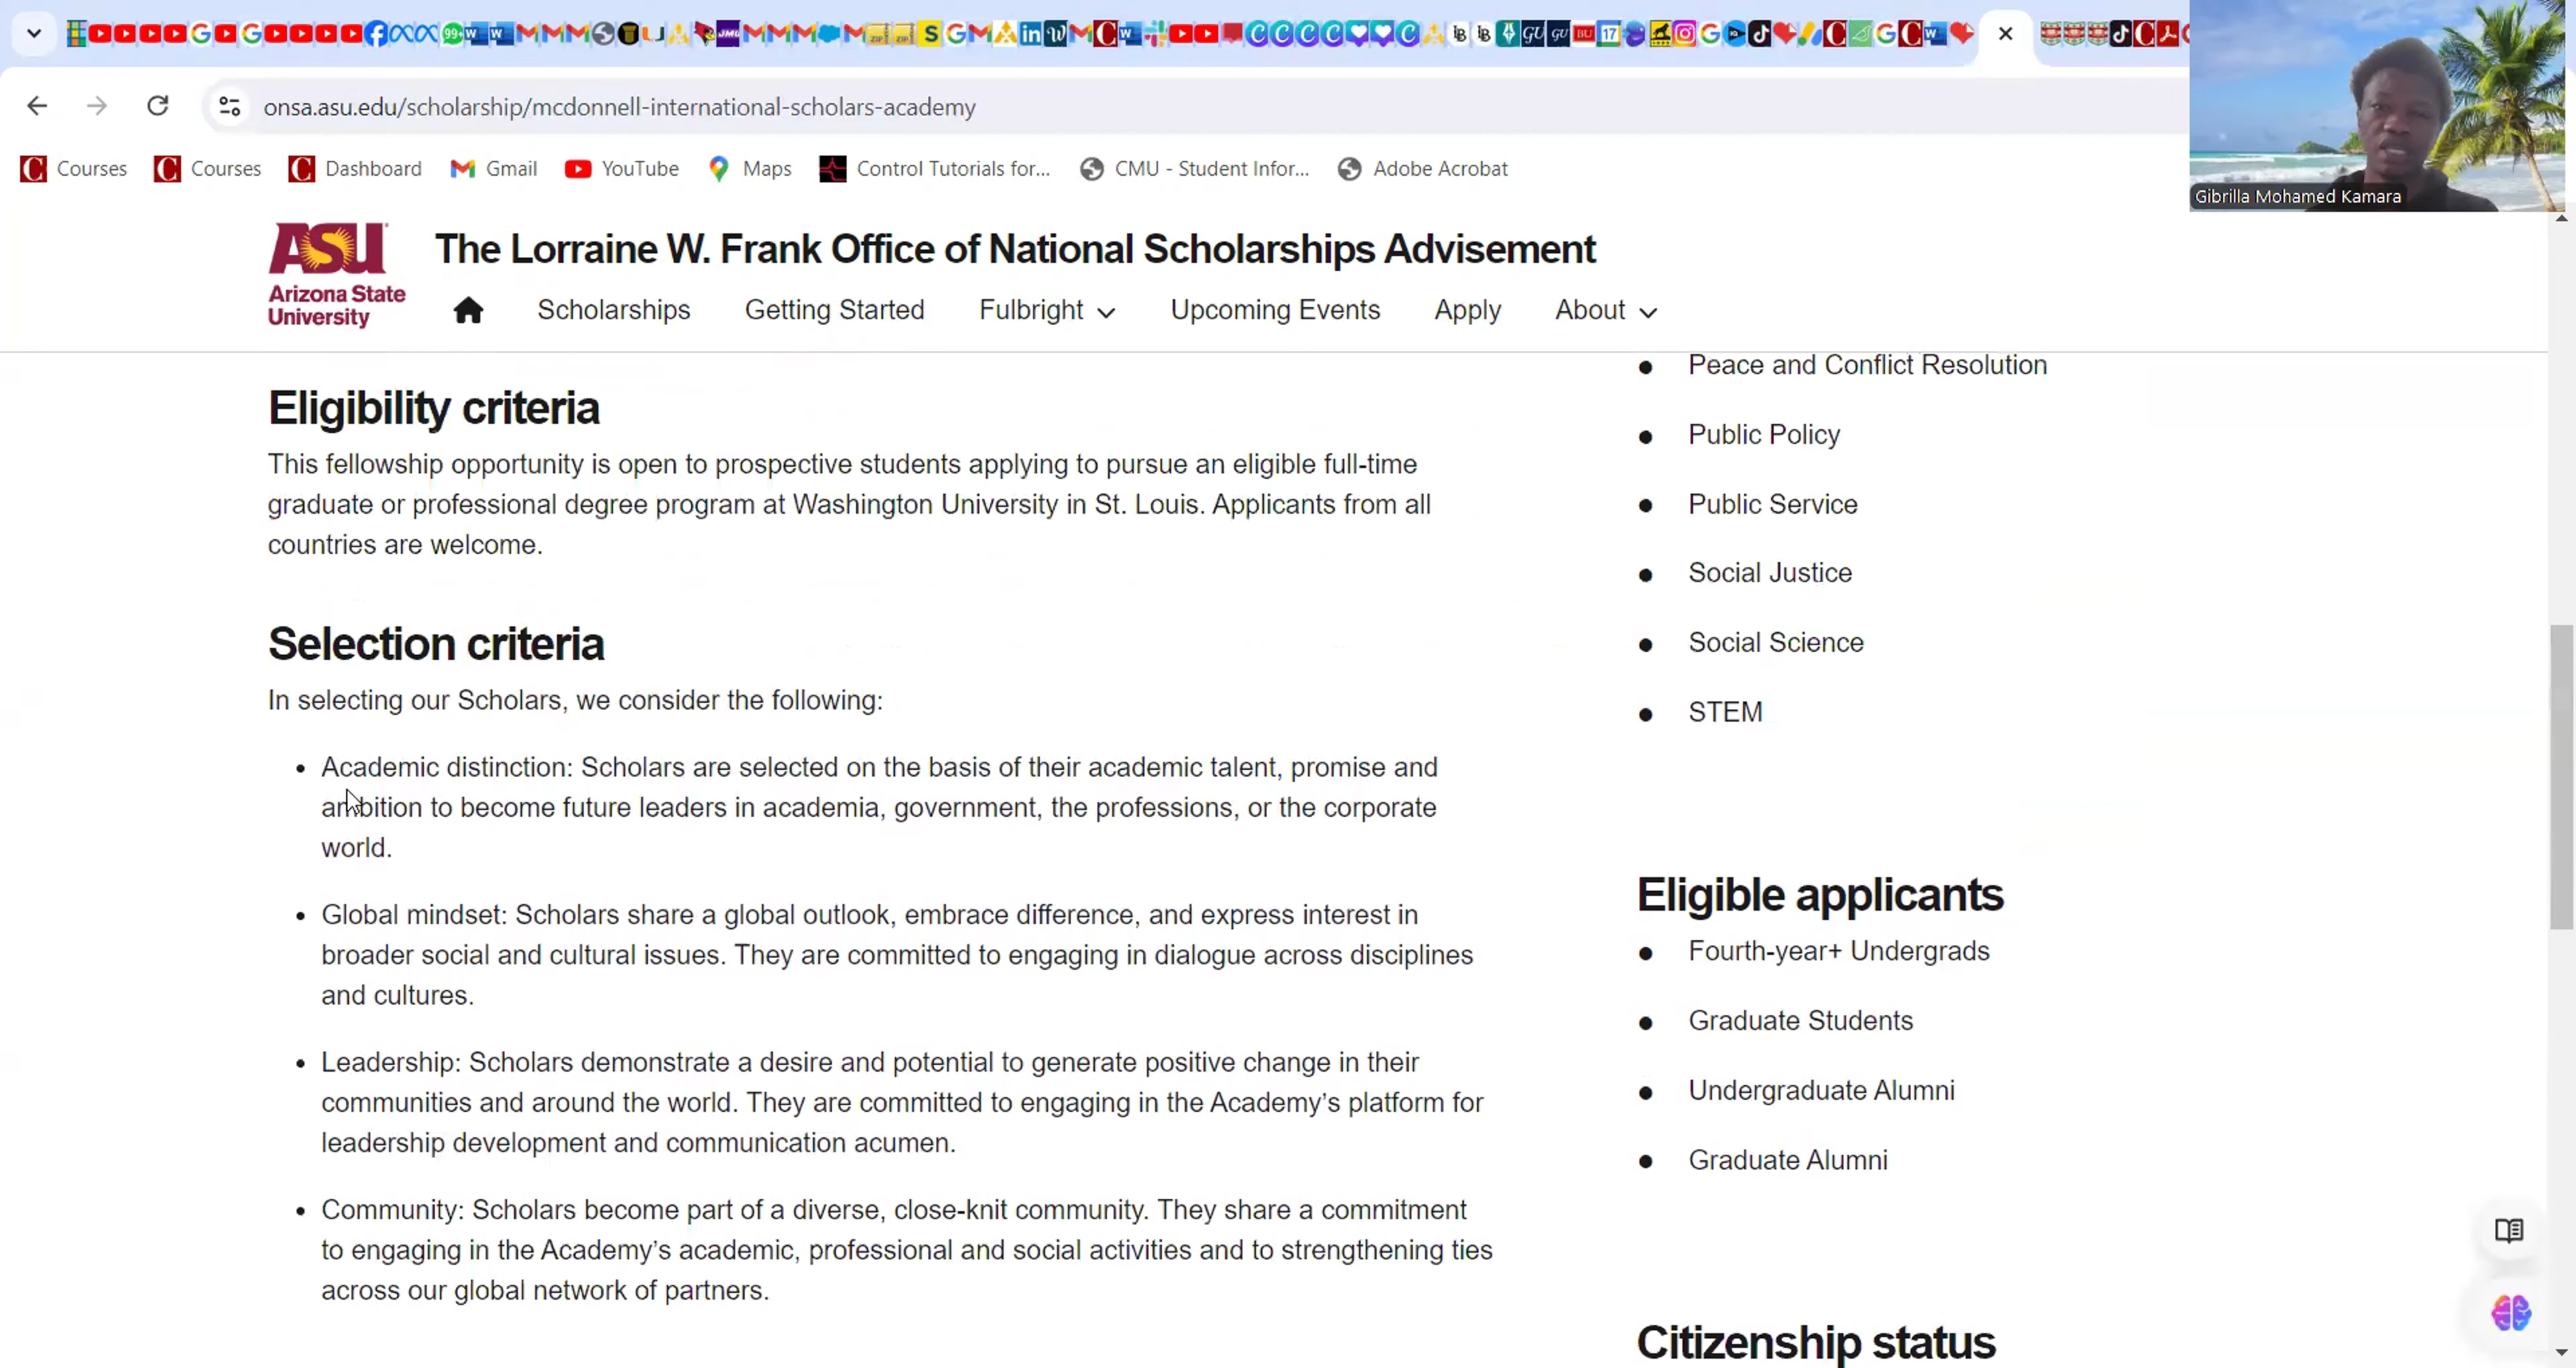 onsa.asu.edu/scholarship/mcdonnell-international-scholars-academy
Courses Courses Dashboard Gmail YouTube Maps Control Tutorials for... CMU - Student Infor... Adobe Acrobat
Gibrilla Mohamed Kamara
ASU
Arizona State
University
The Lorraine W. Frank Office of National Scholarships Advisement
Scholarships Getting Started Fulbright Upcoming Events Apply About
Eligibility criteria
This fellowship opportunity is open to prospective students applying to pursue an eligible full-time
graduate or professional degree program at Washington University in St. Louis. Applicants from all
countries are welcome.
Selection criteria
In selecting our Scholars, we consider the following:
• Academic distinction: Scholars are selected on the basis of their academic talent, promise and
ambition to become future leaders in academia, government, the professions, or the corporate
world.
• Global mindset: Scholars share a global outlook, embrace difference, and express interest in
broader social and cultural issues. They are committed to engaging in dialogue across disciplines
and cultures.
• Leadership: Scholars demonstrate a desire and potential to generate positive change in their
communities and around the world. They are committed to engaging in the Academy’s platform for
leadership development and communication acumen.
• Community: Scholars become part of a diverse, close-knit community. They share a commitment
to engaging in the Academy’s academic, professional and social activities and to strengthening ties
across our global network of partners.
• Peace and Conflict Resolution
• Public Policy
• Public Service
• Social Justice
• Social Science
• STEM
Eligible applicants
• Fourth-year+ Undergrads
• Graduate Students
• Undergraduate Alumni
• Graduate Alumni
Citizenship status